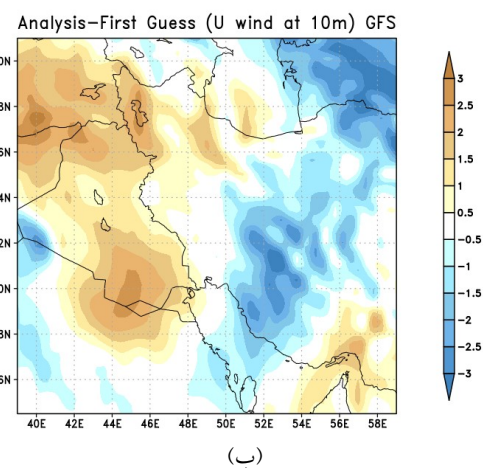 Analysis−First Guess (U wind at 10m) GFS
0N
8N
6N
4N
2N
0N
8N
6N
40E 42E 44E 46E 48E 50E 52E 54E 56E 58E
3
2.5
2
1.5
1
0.5
−0.5
−1
−1.5
−2
−2.5
−3
(ب)